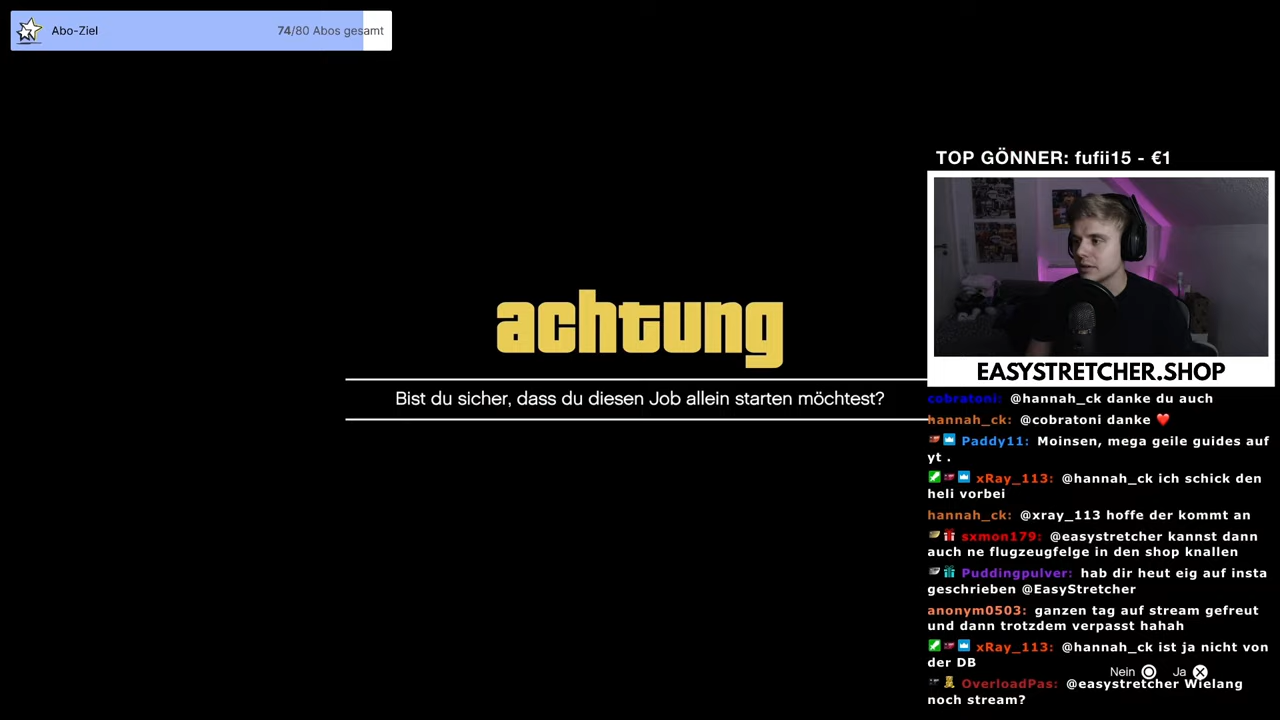 Abo-Ziel
74/80 Abos gesamt
TOP GÖNNER: fufii15 - €1
EASYSTRETCHER.SHOP
achtung
Bist du sicher, dass du diesen Job allein starten möchtest?
cobratoni: @hannah_ck danke du auch
hannah_ck: @cobratoni danke ❤️
Paddy11: Moinsen, mega geile guides auf
yt .
xRay_113: @hannah_ck ich schick den
heli vorbei
hannah_ck: @xray_113 hoffe der kommt an
sxmon179: @easystretcher kannst dann
auch ne flugzeugfelge in den shop knallen
Puddingpulver: hab dir heut eig auf insta
geschrieben @EasyStretcher
anonym0503: ganzen tag auf stream gefreut
und dann trotzdem verpasst hahah
xRay_113: @hannah_ck ist ja nicht von
der DB
Nein Ja
OverloadPas: @easystretcher Wielang
noch stream?